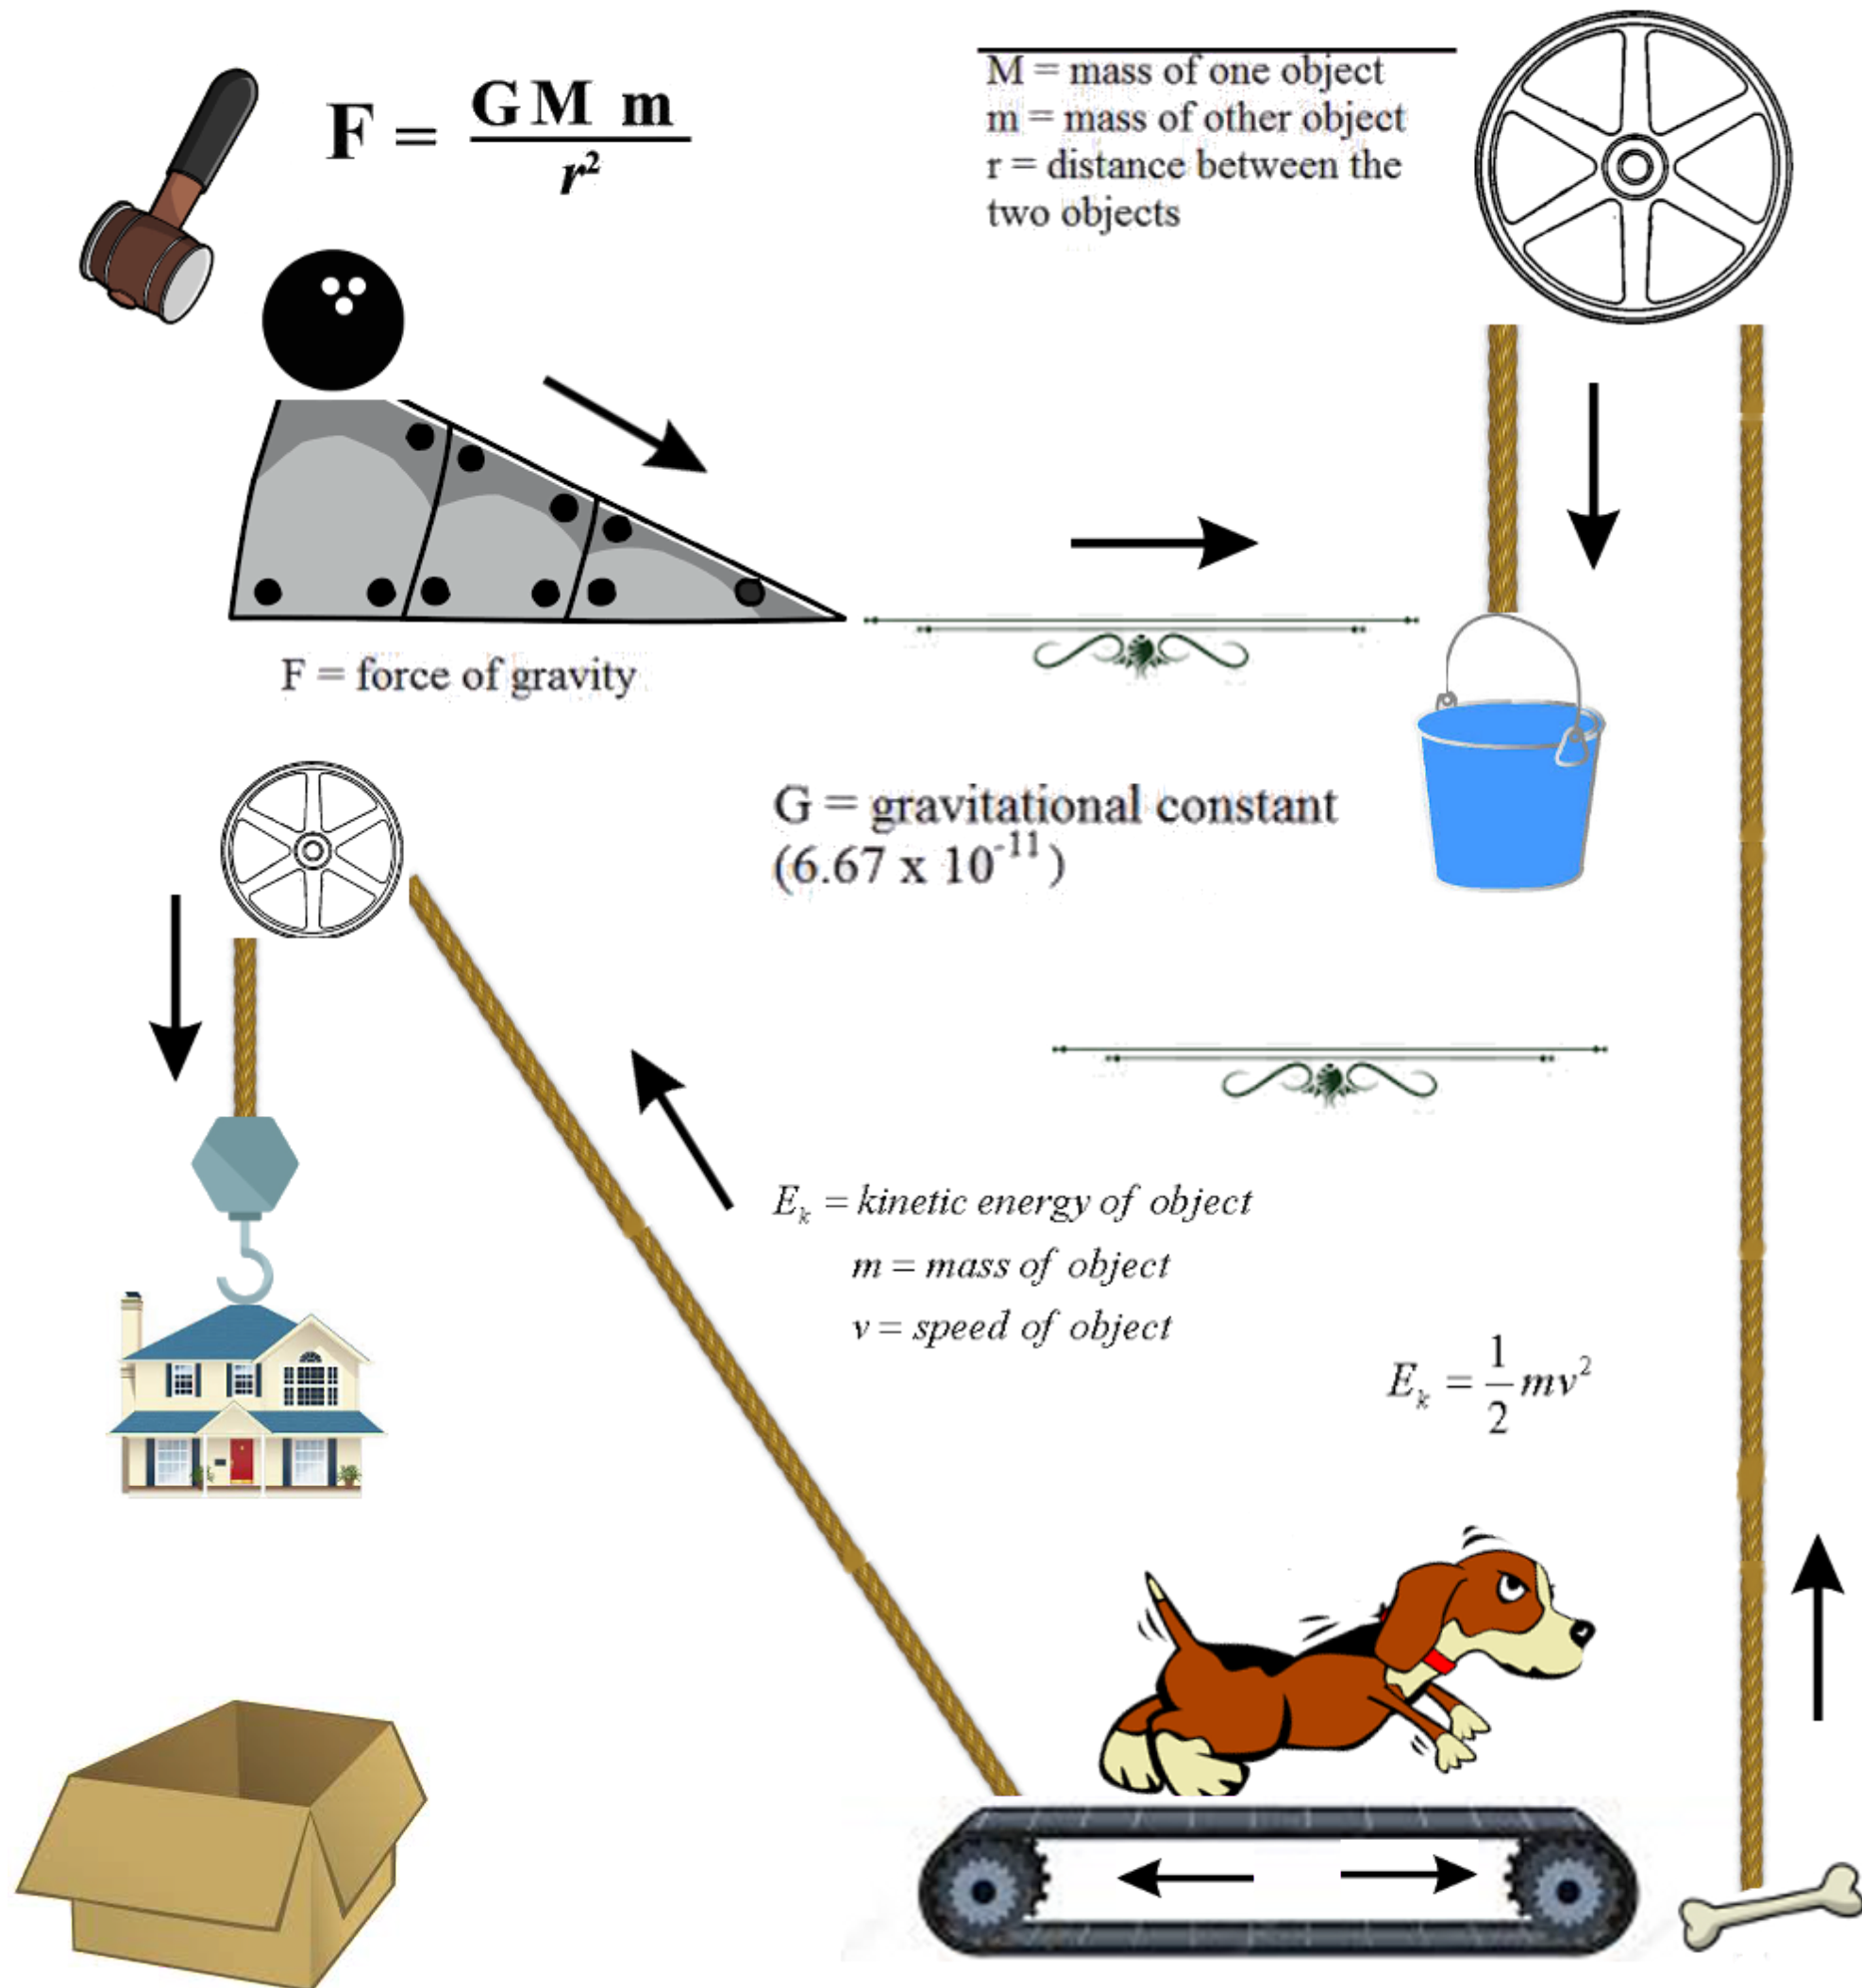 F = G M m / r²
M = mass of one object
m = mass of other object
r = distance between the
two objects
F = force of gravity
G = gravitational constant
(6.67 x 10⁻¹¹)
Eₖ = kinetic energy of object
m = mass of object
v = speed of object
Eₖ = 1/2 mv²